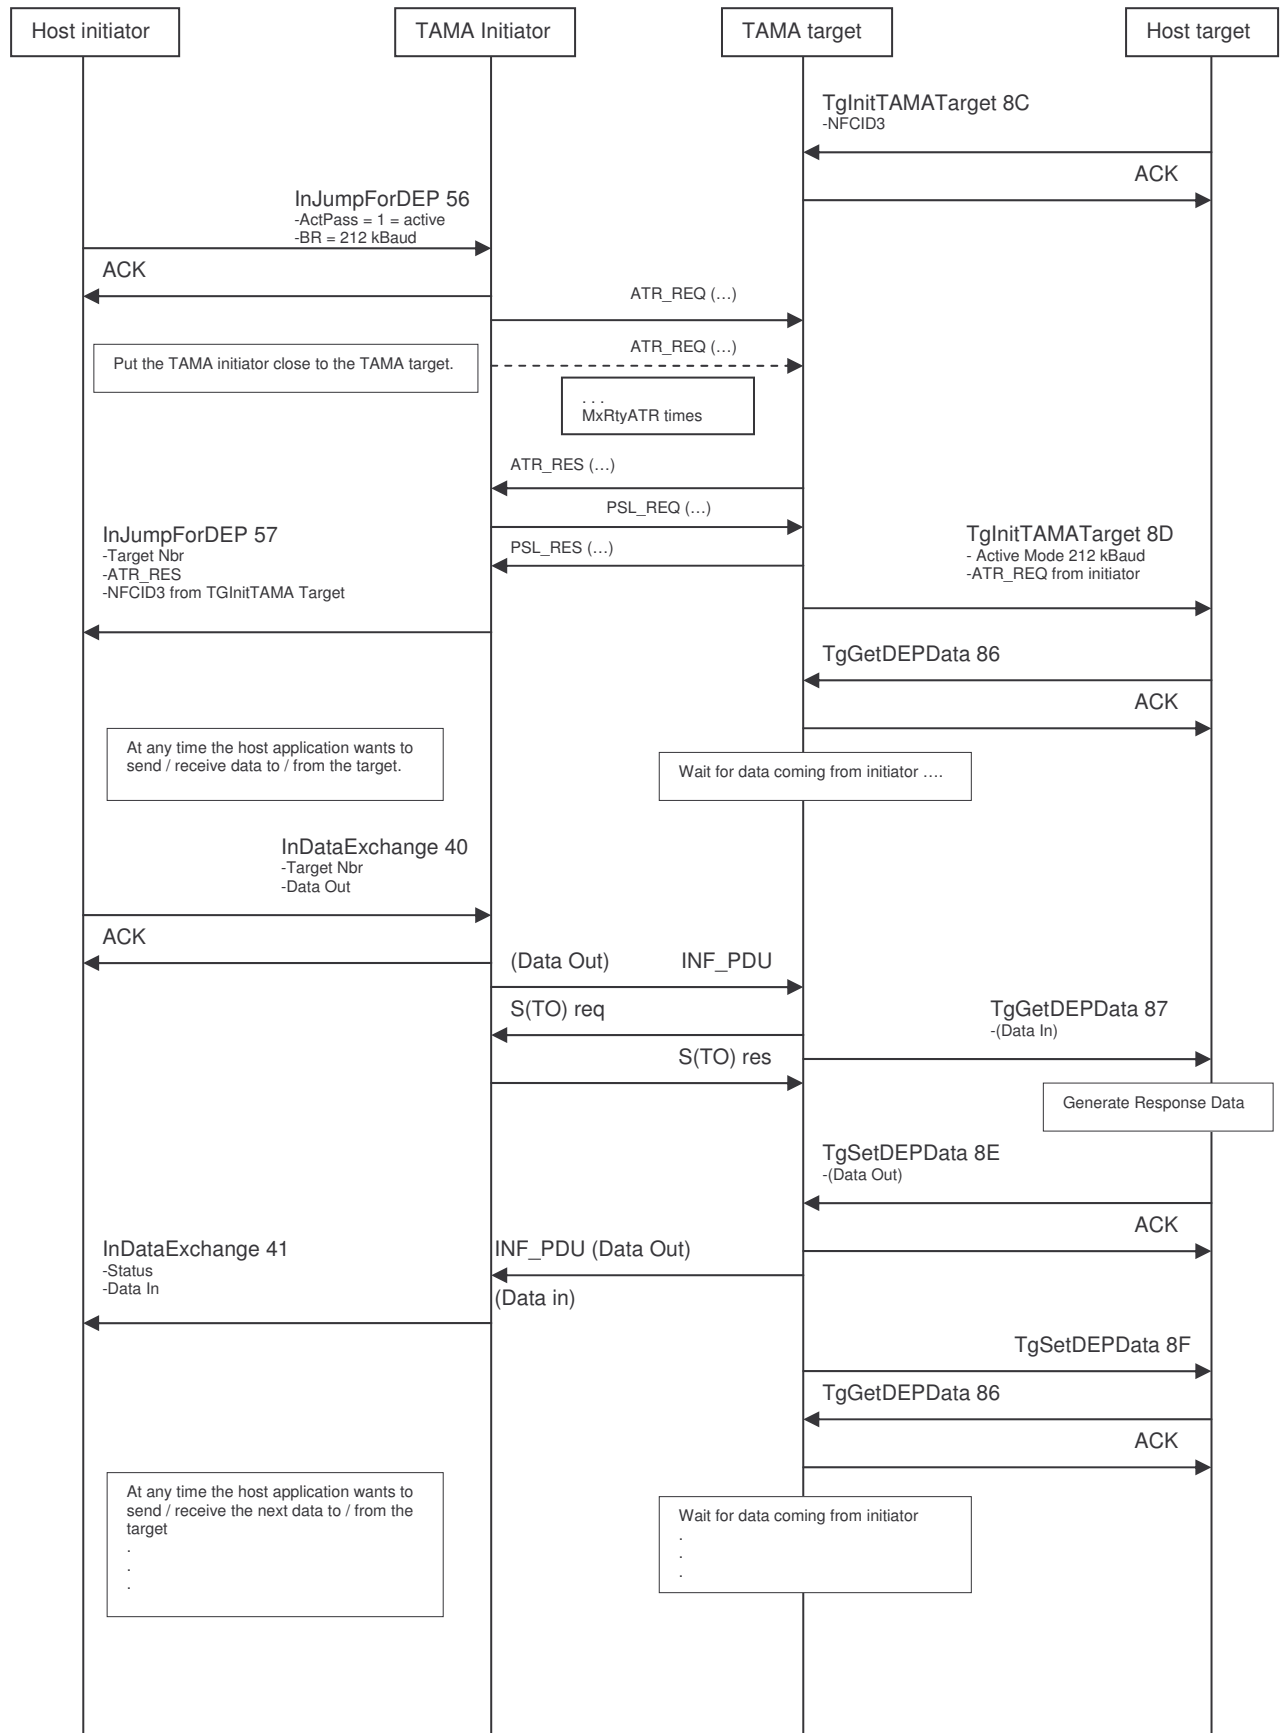 Host initiator
TAMA Initiator
TAMA target
Host target
TgInitTAMATarget 8C
-NFCID3
ACK
InJumpForDEP 56
-ActPass = 1 = active
-BR = 212 kBaud
ACK
ATR_REQ (…)
ATR_REQ (…)
Put the TAMA initiator close to the TAMA target.
. . .
MxRtyATR times
ATR_RES (…)
PSL_REQ (…)
InJumpForDEP 57
-Target Nbr
-ATR_RES
-NFCID3 from TGInitTAMA Target
PSL_RES (…)
TgInitTAMATarget 8D
- Active Mode 212 kBaud
-ATR_REQ from initiator
TgGetDEPData 86
ACK
At any time the host application wants to
send / receive data to / from the target.
Wait for data coming from initiator ….
InDataExchange 40
-Target Nbr
-Data Out
ACK
(Data Out) INF_PDU
S(TO) req
TgGetDEPData 87
-(Data In)
S(TO) res
Generate Response Data
TgSetDEPData 8E
-(Data Out)
ACK
InDataExchange 41
-Status
-Data In
INF_PDU (Data Out)
(Data in)
TgSetDEPData 8F
TgGetDEPData 86
ACK
At any time the host application wants to
send / receive the next data to / from the
target
.
.
.
Wait for data coming from initiator
.
.
.